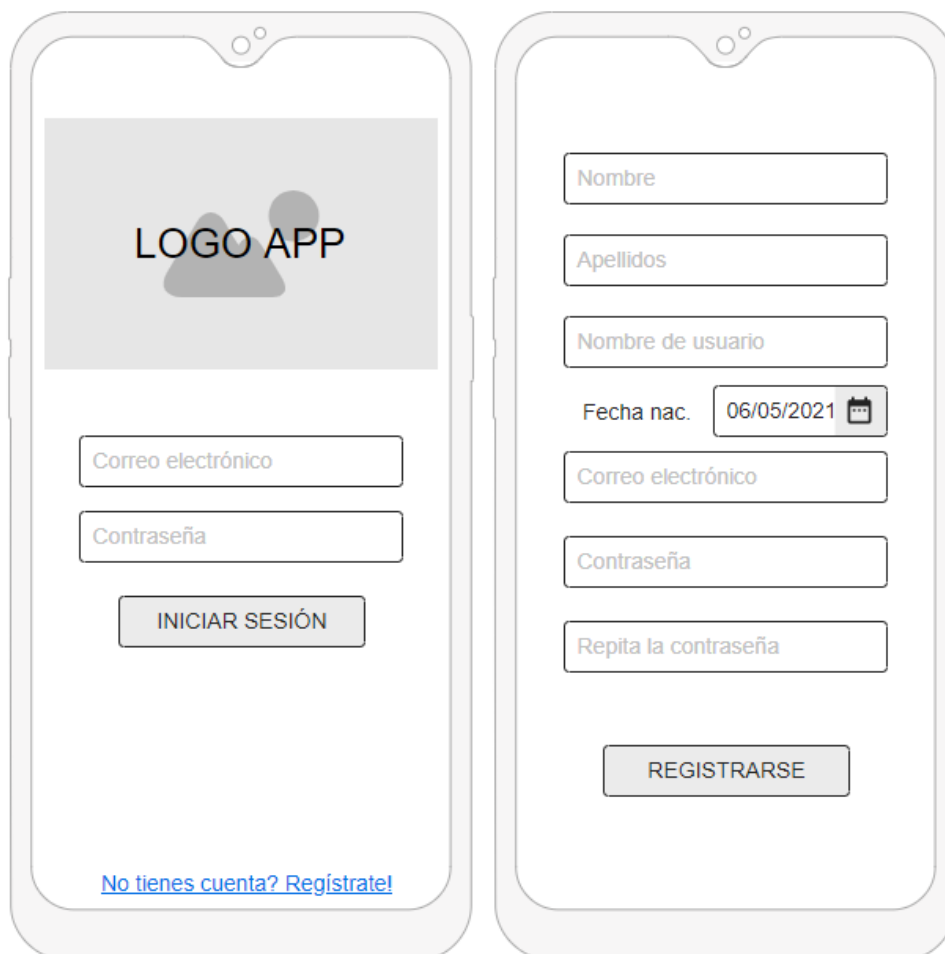 LOGO APP
Correo electrónico
Contraseña
INICIAR SESIÓN
No tienes cuenta? Regístrate!
Nombre
Apellidos
Nombre de usuario
Fecha nac. 06/05/2021
Correo electrónico
Contraseña
Repita la contraseña
REGISTRARSE